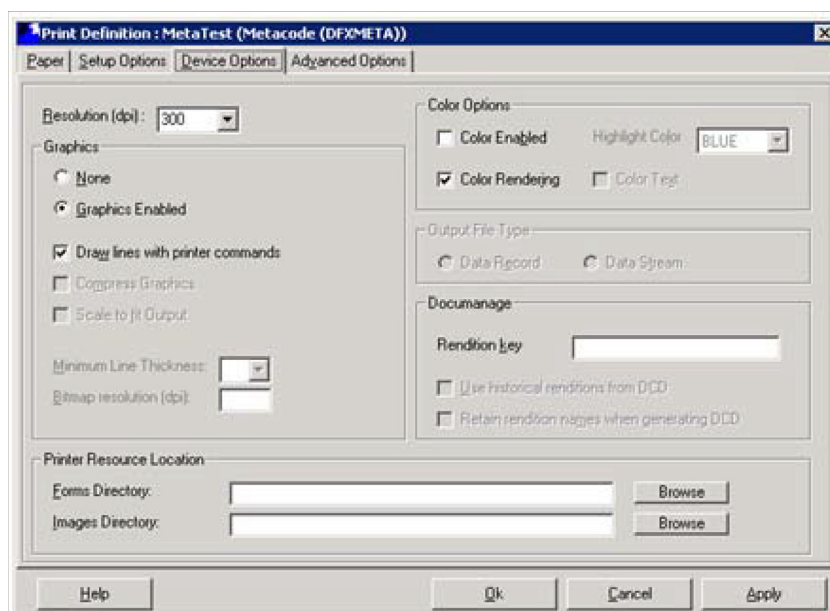 Print Definition : MetaTest (Metacode (DFXMETA))
Paper Setup Options Device Options Advanced Options
Resolution (dpi) : 300
Graphics
None
Graphics Enabled
Draw lines with printer commands
Compress Graphics
Scale to fit Output
Minimum Line Thickness:
Bitmap resolution (dpi):
Color Options
Color Enabled Highlight Color BLUE
Color Rendering Color Text
Output File Type
Data Record Data Stream
Documanage
Rendition key
Use historical renditions from DCD
Retain rendition names when generating DCD
Printer Resource Location
Forms Directory: Browse
Images Directory: Browse
Help Ok Cancel Apply